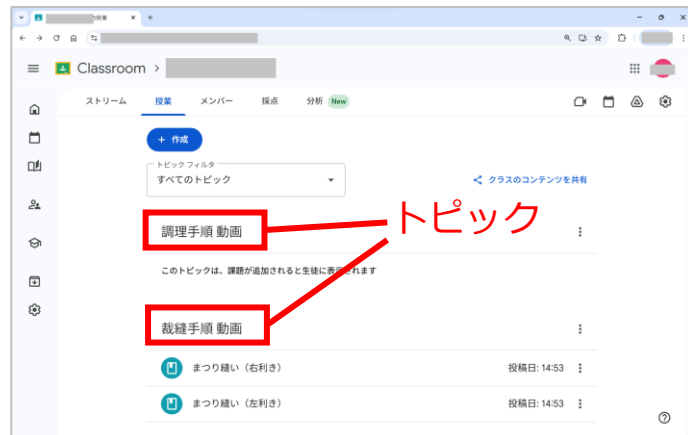 の授業
Classroom
ストリーム 授業 メンバー 採点 分析 New
+ 作成
トピック フィルタ
すべてのトピック
クラスのコンテンツを共有
トピック
調理手順 動画
このトピックは、課題が追加されると生徒に表示されます
裁縫手順 動画
まつり縫い（右利き） 投稿日: 14:53
まつり縫い（左利き） 投稿日: 14:53